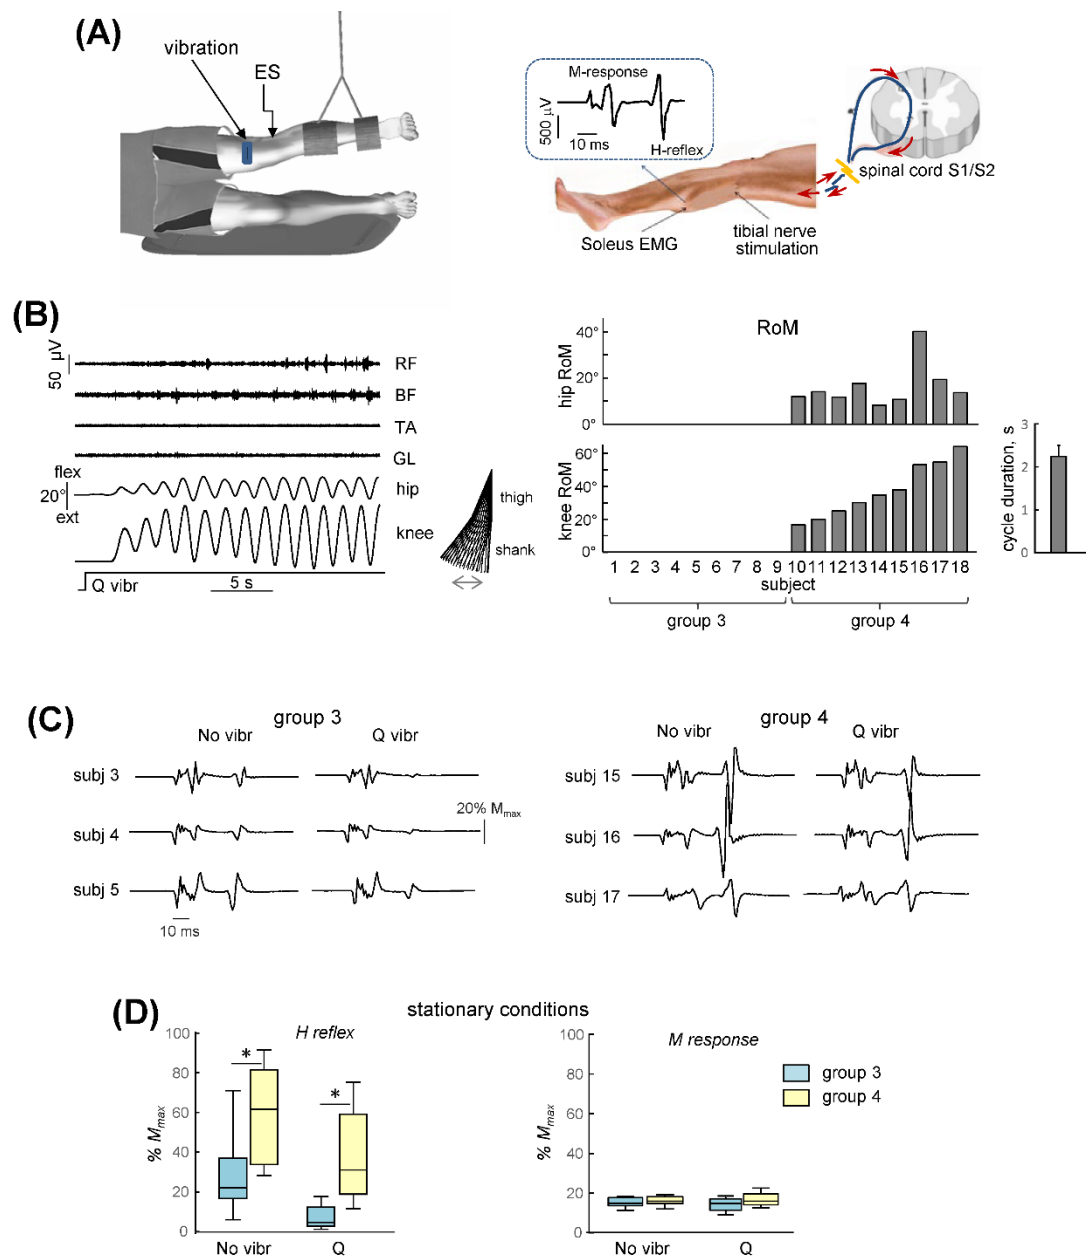 (A)
vibration
ES
M-response
500 µV
10 ms
H-reflex
spinal cord S1/S2
Soleus EMG
tibial nerve
stimulation
(B)
50 µV
RF
BF
TA
GL
flex
20°
ext
hip
knee
Q vibr
5 s
thigh
shank
RoM
hip RoM
40°
20°
0°
knee RoM
60°
40°
20°
0°
1 2 3 4 5 6 7 8 9 10 11 12 13 14 15 16 17 18
subject
group 3
group 4
cycle duration, s
3
2
1
0
(C)
group 3
No vibr
Q vibr
subj 3
subj 4
subj 5
20% Mmax
10 ms
group 4
No vibr
Q vibr
subj 15
subj 16
subj 17
(D)
stationary conditions
H reflex
% Mmax
100
80
60
40
20
0
*
*
No vibr
Q
M response
% Mmax
100
80
60
40
20
0
No vibr
Q
group 3
group 4